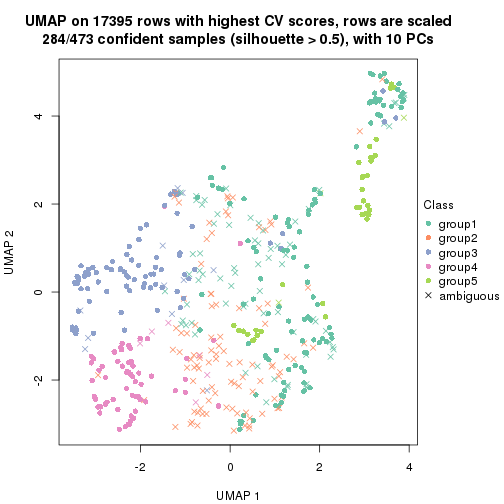 UMAP on 17395 rows with highest CV scores, rows are scaled
284/473 confident samples (silhouette > 0.5), with 10 PCs
4
2
0
-2
UMAP 2
-2
0
2
4
UMAP 1
Class
group1
group2
group3
group4
group5
ambiguous